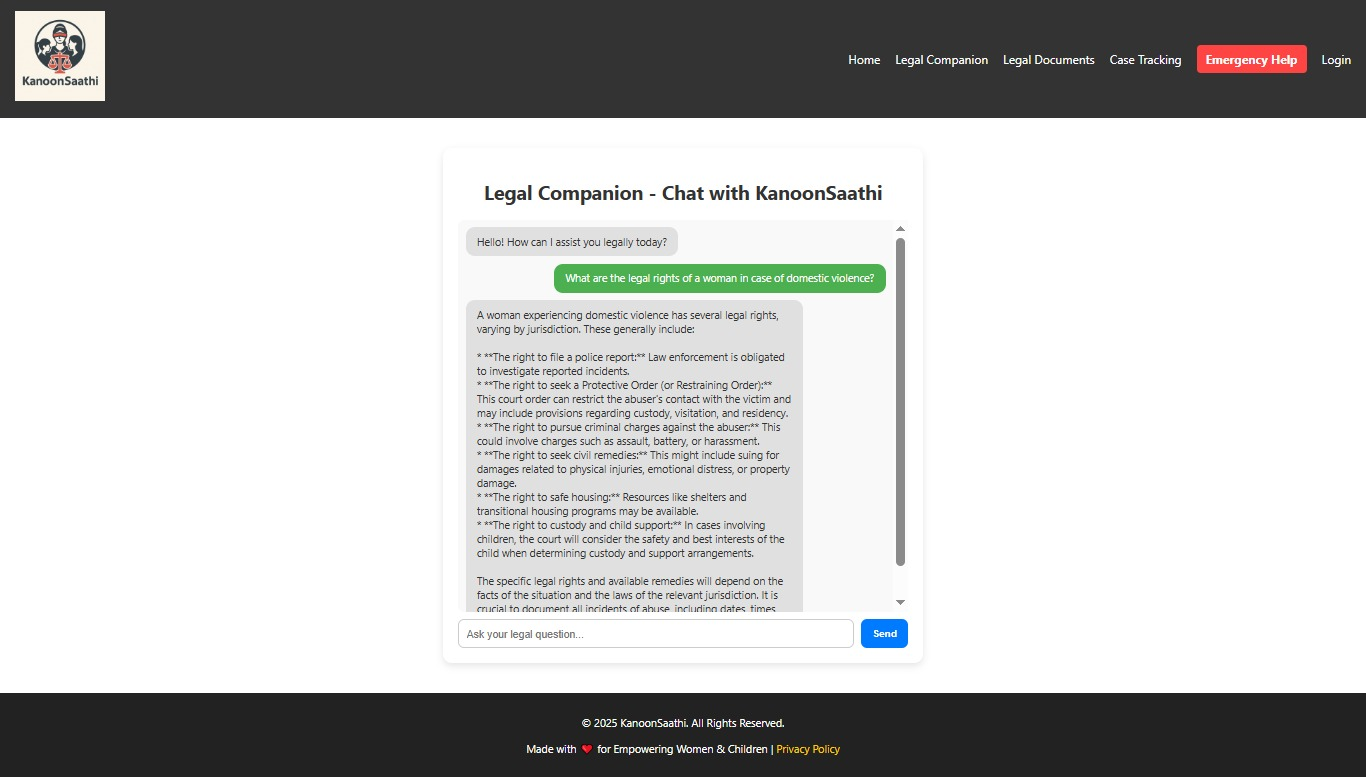 KanoonSaathi
Home Legal Companion Legal Documents Case Tracking Emergency Help Login
Legal Companion - Chat with KanoonSaathi
Hello! How can I assist you legally today?
What are the legal rights of a woman in case of domestic violence?
A woman experiencing domestic violence has several legal rights,
varying by jurisdiction. These generally include:
* **The right to file a police report:** Law enforcement is obligated
to investigate reported incidents.
* **The right to seek a Protective Order (or Restraining Order):**
This court order can restrict the abuser's contact with the victim and
may include provisions regarding custody, visitation, and residency.
* **The right to pursue criminal charges against the abuser:** This
could involve charges such as assault, battery, or harassment.
* **The right to seek civil remedies:** This might include suing for
damages related to physical injuries, emotional distress, or property
damage.
* **The right to safe housing:** Resources like shelters and
transitional housing programs may be available.
* **The right to custody and child support:** In cases involving
children, the court will consider the safety and best interests of the
child when determining custody and support arrangements.
The specific legal rights and available remedies will depend on the
facts of the situation and the laws of the relevant jurisdiction. It is
crucial to document all incidents of abuse, including dates, times,
Ask your legal question...
Send
© 2025 KanoonSaathi. All Rights Reserved.
Made with ❤ for Empowering Women & Children | Privacy Policy